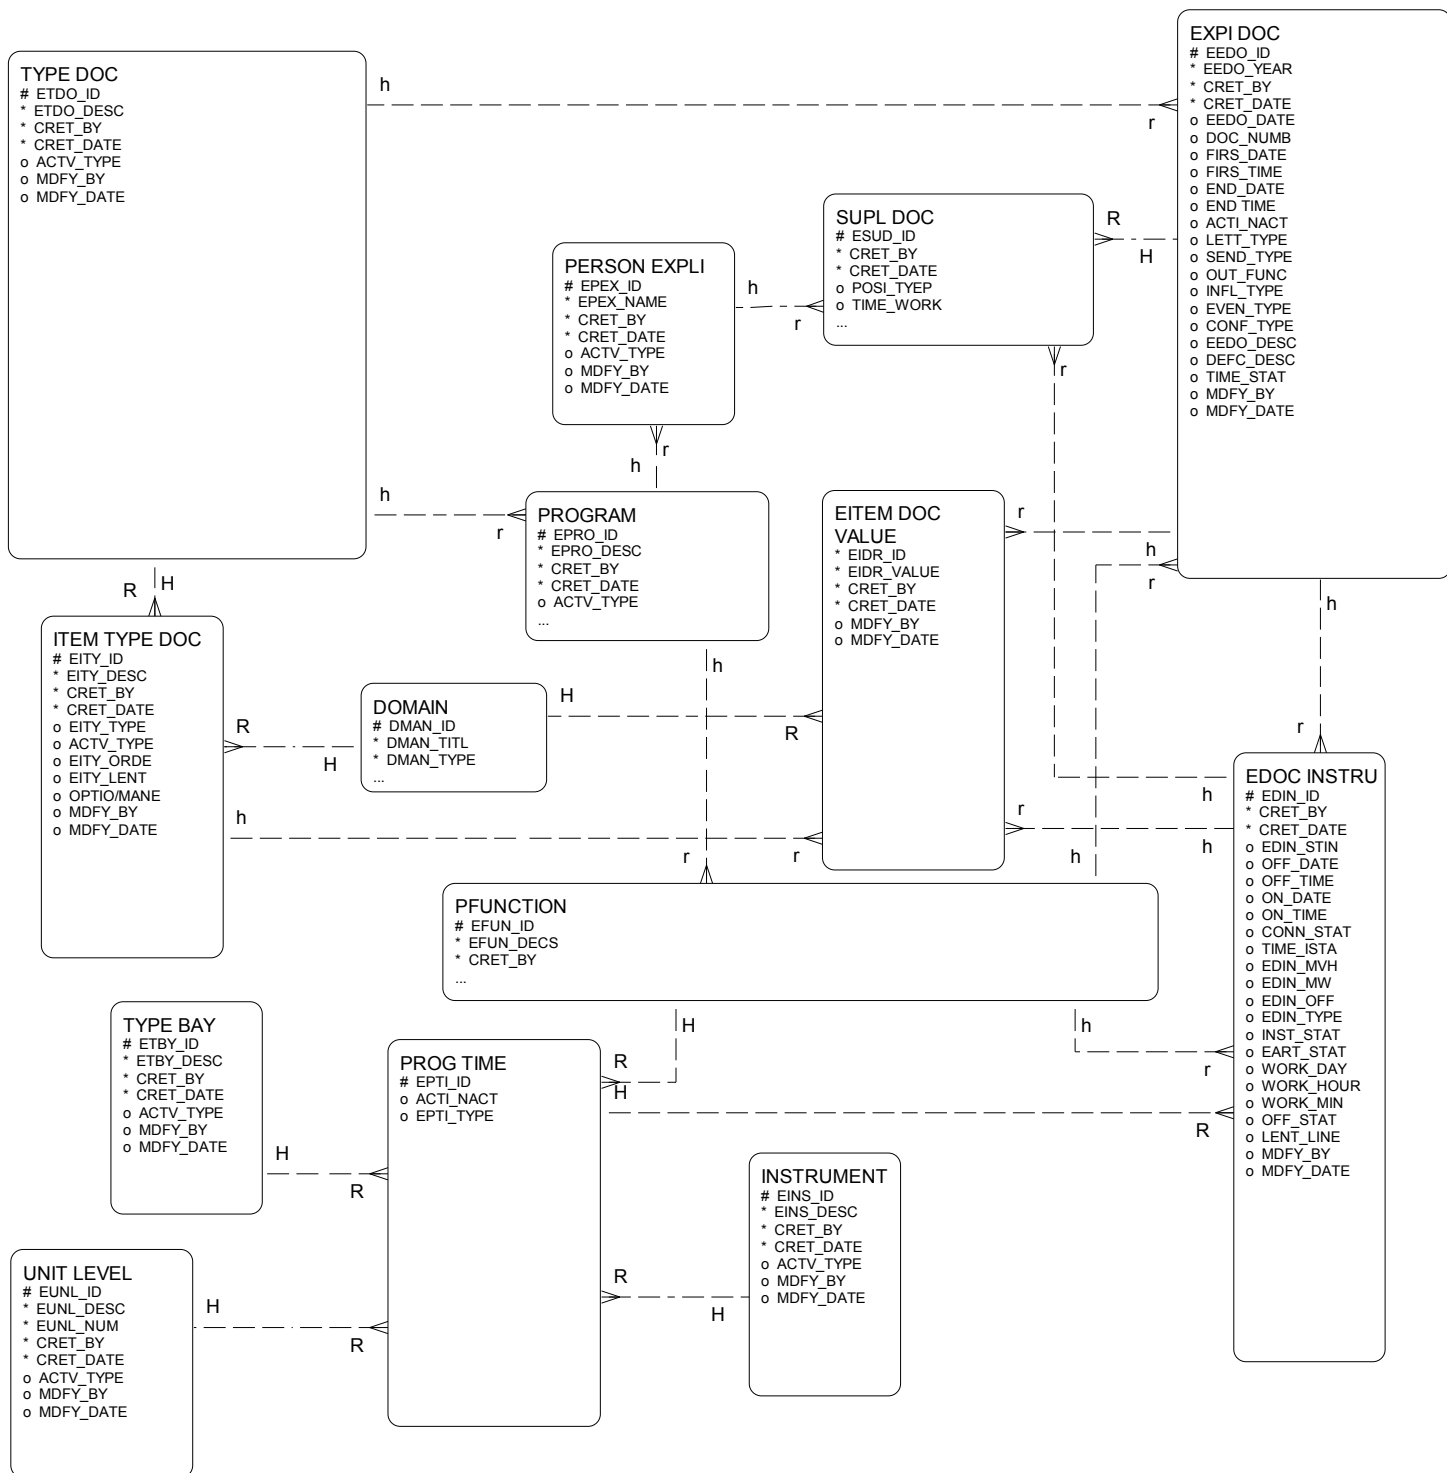 TYPE DOC
# ETDO_ID
* ETDO_DESC
* CRET_BY
* CRET_DATE
o ACTV_TYPE
o MDFY_BY
o MDFY_DATE
h
r
EXPI DOC
# EEDO_ID
* EEDO_YEAR
* CRET_BY
* CRET_DATE
o EEDO_DATE
o DOC_NUMB
o FIRS_DATE
o FIRS_TIME
o END_DATE
o END TIME
o ACTI_NACT
o LETT_TYPE
o SEND_TYPE
o OUT_FUNC
o INFL_TYPE
o EVEN_TYPE
o CONF_TYPE
o EEDO_DESC
o DEFC_DESC
o TIME_STAT
o MDFY_BY
o MDFY_DATE
SUPL DOC
# ESUD_ID
* CRET_BY
* CRET_DATE
o POSI_TYEP
o TIME_WORK
...
R
H
PERSON EXPLI
# EPEX_ID
* EPEX_NAME
* CRET_BY
* CRET_DATE
o ACTV_TYPE
o MDFY_BY
o MDFY_DATE
h
r
r
r
h
h
r
PROGRAM
# EPRO_ID
* EPRO_DESC
* CRET_BY
* CRET_DATE
o ACTV_TYPE
...
EITEM DOC
VALUE
* EIDR_ID
* EIDR_VALUE
* CRET_BY
* CRET_DATE
o MDFY_BY
o MDFY_DATE
r
h
r
H
R
ITEM TYPE DOC
# EITY_ID
* EITY_DESC
* CRET_BY
* CRET_DATE
o EITY_TYPE
o ACTV_TYPE
o EITY_ORDE
o EITY_LENT
o OPTIO/MANE
o MDFY_BY
o MDFY_DATE
h
h
r
DOMAIN
# DMAN_ID
* DMAN_TITL
* DMAN_TYPE
...
H
R
R
H
h
r
r
h
h
h
r
EDOC INSTRU
# EDIN_ID
* CRET_BY
* CRET_DATE
o EDIN_STIN
o OFF_DATE
o OFF_TIME
o ON_DATE
o ON_TIME
o CONN_STAT
o TIME_ISTA
o EDIN_MVH
o EDIN_MW
o EDIN_OFF
o EDIN_TYPE
o INST_STAT
o EART_STAT
o WORK_DAY
o WORK_HOUR
o WORK_MIN
o OFF_STAT
o LENT_LINE
o MDFY_BY
o MDFY_DATE
PFUNCTION
# EFUN_ID
* EFUN_DECS
* CRET_BY
...
H
R
h
r
TYPE BAY
# ETBY_ID
* ETBY_DESC
* CRET_BY
* CRET_DATE
o ACTV_TYPE
o MDFY_BY
o MDFY_DATE
PROG TIME
# EPTI_ID
o ACTI_NACT
o EPTI_TYPE
H
R
H
R
INSTRUMENT
# EINS_ID
* EINS_DESC
* CRET_BY
* CRET_DATE
o ACTV_TYPE
o MDFY_BY
o MDFY_DATE
R
H
UNIT LEVEL
# EUNL_ID
* EUNL_DESC
* EUNL_NUM
* CRET_BY
* CRET_DATE
o ACTV_TYPE
o MDFY_BY
o MDFY_DATE
H
R